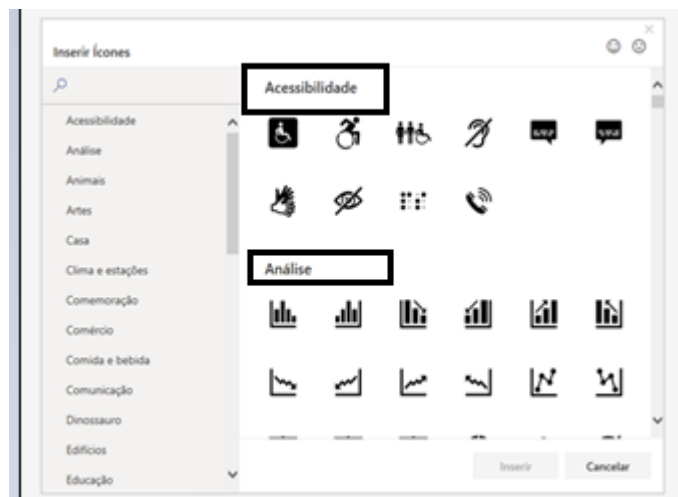 Inserir Ícones
Acessibilidade
Análise
Animais
Artes
Casa
Clima e estações
Comemoração
Comércio
Comida e bebida
Comunicação
Dinossauro
Edifícios
Educação
Acessibilidade
Análise
Inserir
Cancelar